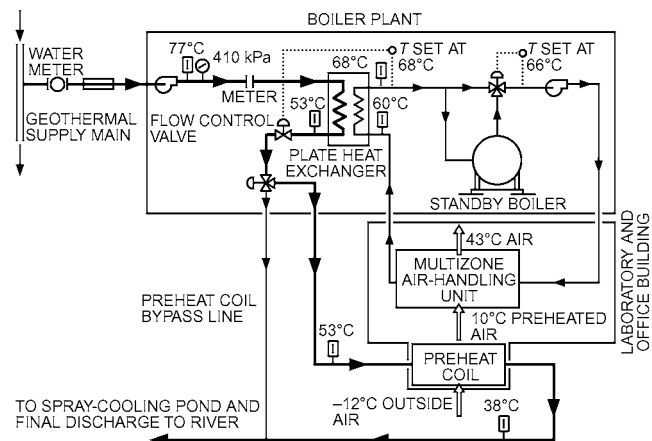 BOILER PLANT
WATER
METER
77°C
410 kPa
68°C
T SET AT
68°C
T SET AT
66°C
I
I
METER
53°C
I
60°C
I
GEOTHERMAL
SUPPLY MAIN
FLOW CONTROL
VALVE
PLATE HEAT
EXCHANGER
STANDBY BOILER
43°C AIR
MULTIZONE
AIR-HANDLING
UNIT
LABORATORY AND
OFFICE BUILDING
PREHEAT COIL
BYPASS LINE
10°C PREHEATED
AIR
53°C
I
PREHEAT
COIL
–12°C OUTSIDE
AIR
38°C
I
TO SPRAY-COOLING POND AND
FINAL DISCHARGE TO RIVER